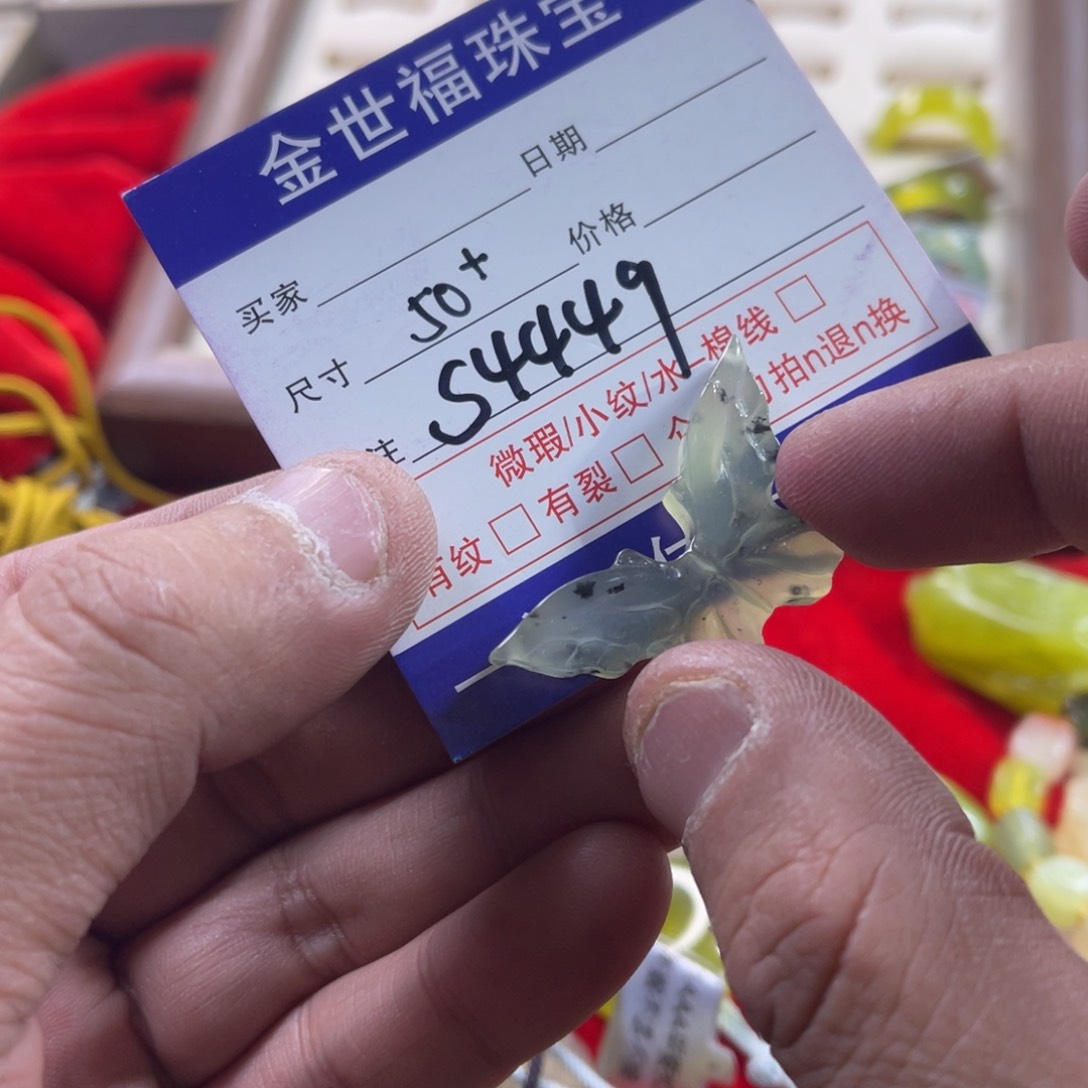 金世福珠宝
日期
买家
50+ 价格
尺寸
S4449
注
微瑕/小纹/水 棉线 □
有纹 □ 有裂 □ 拍n退n换